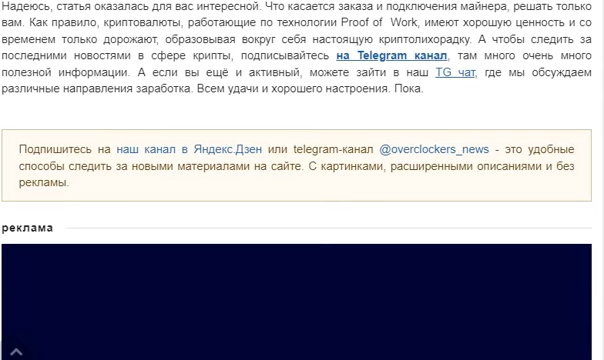 Надеюсь, статья оказалась для вас интересной. Что касается заказа и подключения майнера, решать только
вам. Как правило, криптовалюты, работающие по технологии Proof of Work, имеют хорошую ценность и со
временем только дорожают, образовывая вокруг себя настоящую криптолихорадку. А чтобы следить за
последними новостями в сфере крипты, подписывайтесь на Telegram канал, там много очень много
полезной информации. А если вы ещё и активный, можете зайти в наш TG чат, где мы обсуждаем
различные направления заработка. Всем удачи и хорошего настроения. Пока.
Подпишитесь на наш канал в Яндекс.Дзен или telegram-канал @overclockers_news - это удобные
способы следить за новыми материалами на сайте. С картинками, расширенными описаниями и без
рекламы.
реклама